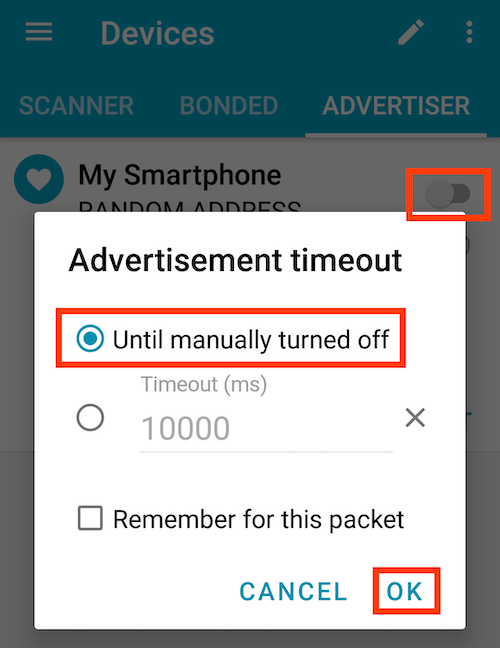 Devices
SCANNER BONDED ADVERTISER
My Smartphone
RANDOM ADDRESS
Advertisement timeout
Until manually turned off
Timeout (ms)
10000
Remember for this packet
CANCEL OK